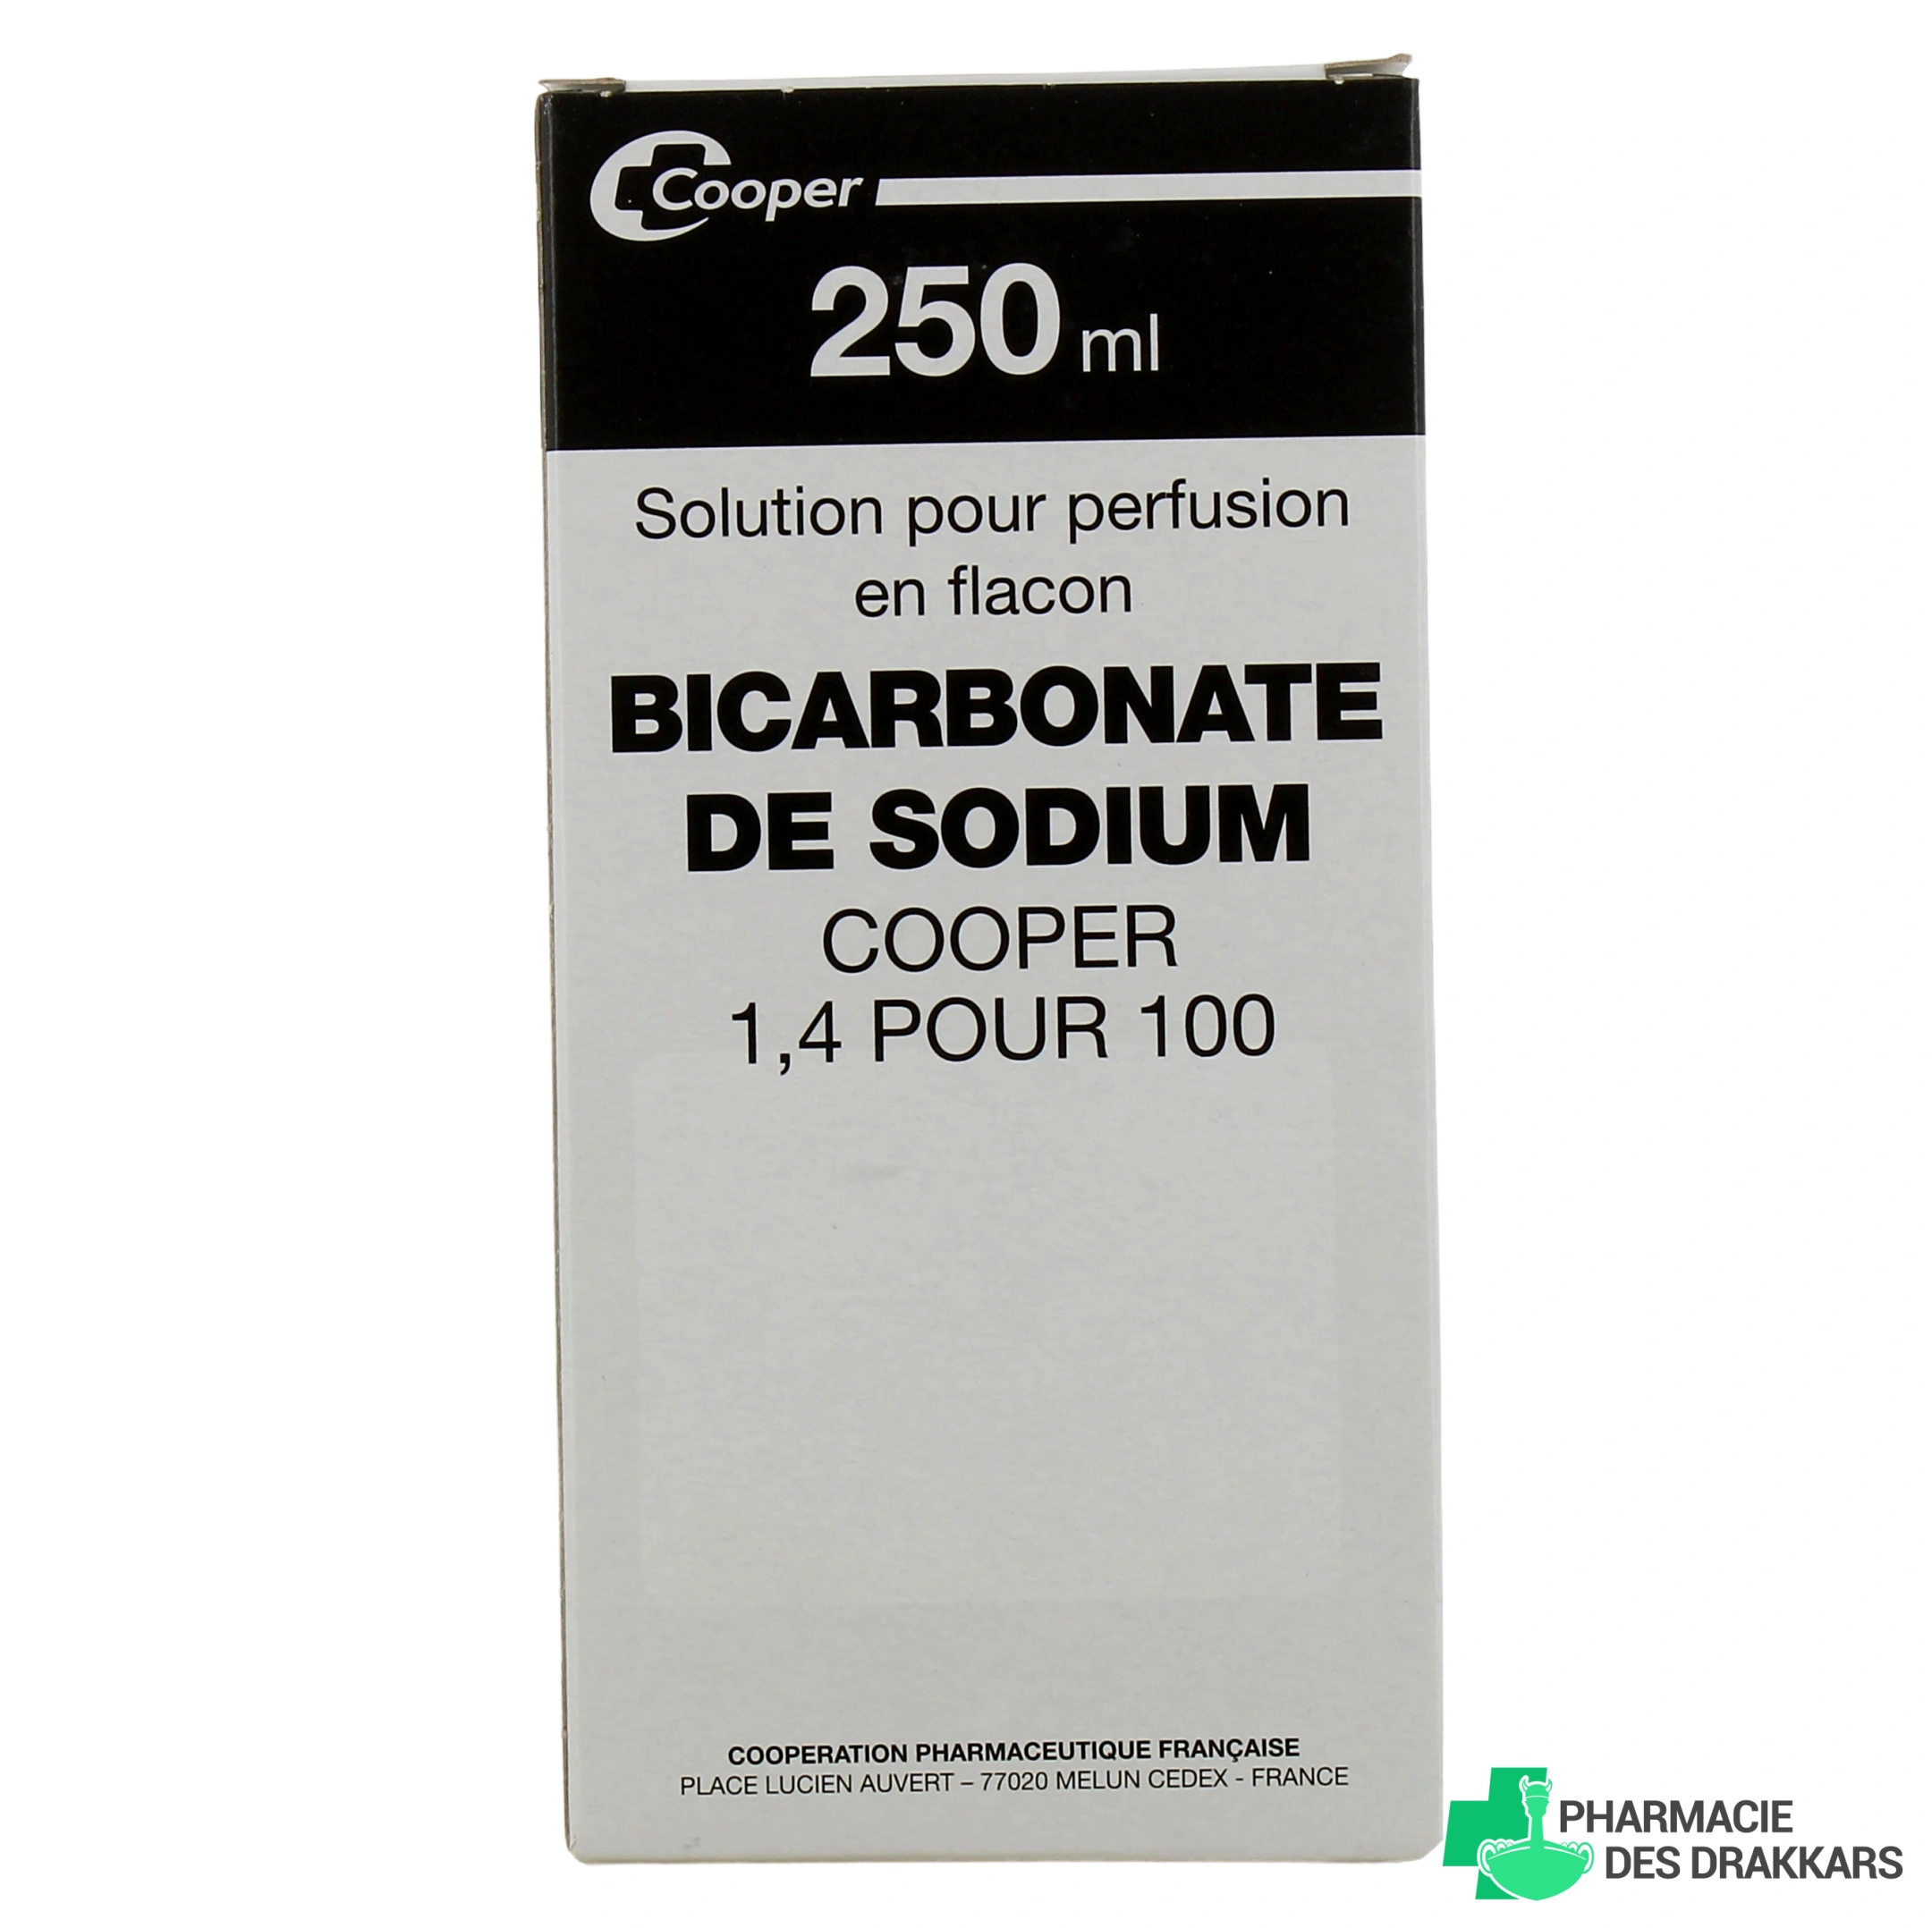 Cooper
250 ml
Solution pour perfusion
en flacon
BICARBONATE
DE SODIUM
COOPER
1,4 POUR 100
COOPERATION PHARMACEUTIQUE FRANÇAISE
PLACE LUCIEN AUVERT – 77020 MELUN CEDEX - FRANCE
PHARMACIE
DES DRAKKARS